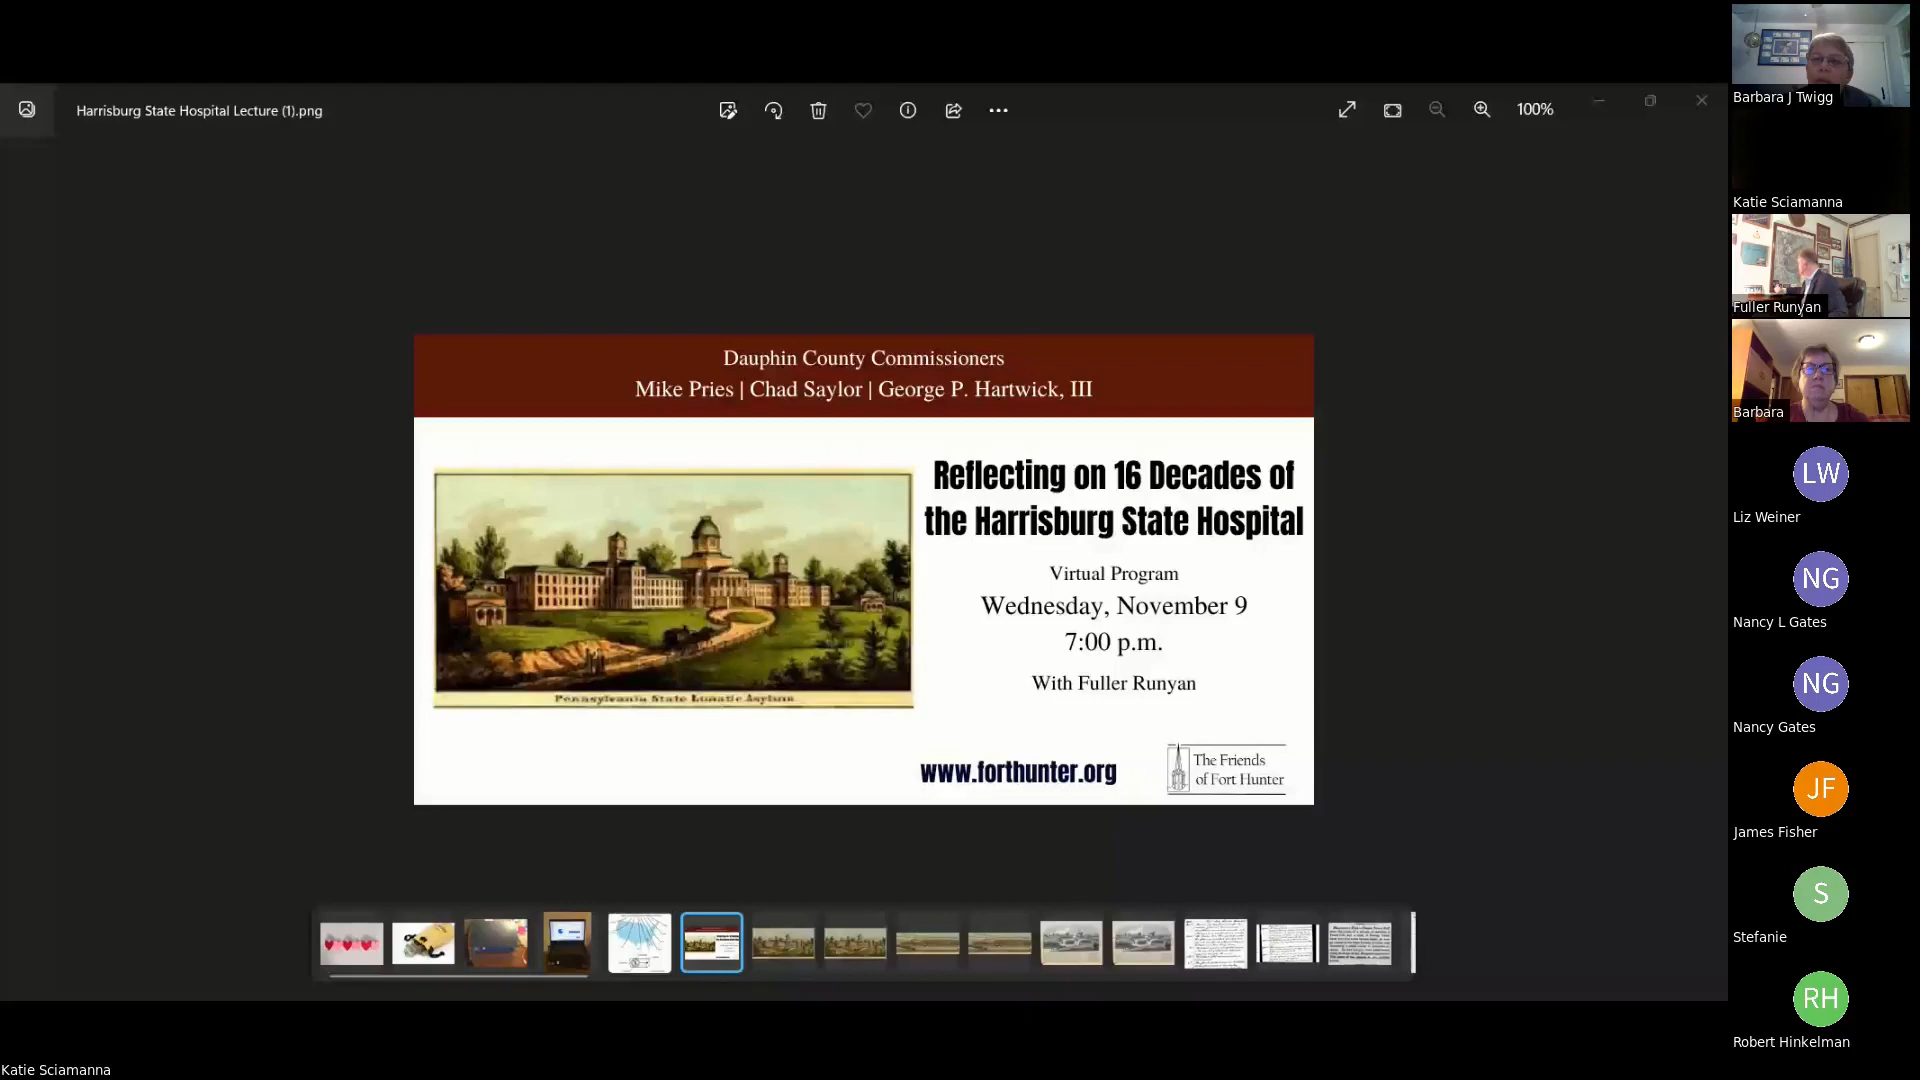 Harrisburg State Hospital Lecture (1).png
100%
Dauphin County Commissioners
Mike Pries | Chad Saylor | George P. Hartwick, III
Reflecting on 16 Decades of
the Harrisburg State Hospital
Virtual Program
Wednesday, November 9
7:00 p.m.
With Fuller Runyan
Pennsylvania State Lunatic Asylum
www.forthunter.org
The Friends
of Fort Hunter
Barbara J Twigg
Katie Sciamanna
Fuller Runyan
Barbara
LW
Liz Weiner
NG
Nancy L Gates
NG
Nancy Gates
JF
James Fisher
S
Stefanie
RH
Robert Hinkelman
Katie Sciamanna